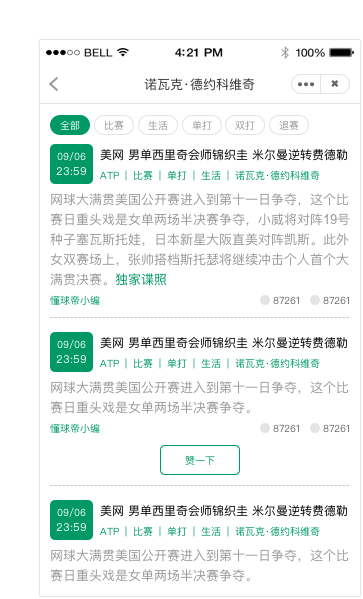 BELL 4:21 PM 100%
诺瓦克·德约科维奇
全部 比赛 生活 单打 双打 退赛
09/06 美网 男单西里奇会师锦织圭 米尔曼逆转费德勒
23:59 ATP | 比赛 | 单打 | 生活 | 诺瓦克·德约科维奇
网球大满贯美国公开赛进入到第十一日争夺，这个比
赛日重头戏是女单两场半决赛争夺，小威将对阵19号
种子塞瓦斯托娃，日本新星大阪直美对阵凯斯。此外
女双赛场上，张帅搭档斯托瑟将继续冲击个人首个大
满贯决赛。独家谍照
懂球帝小编 87261 87261
09/06 美网 男单西里奇会师锦织圭 米尔曼逆转费德勒
23:59 ATP | 比赛 | 单打 | 生活 | 诺瓦克·德约科维奇
网球大满贯美国公开赛进入到第十一日争夺，这个比
赛日重头戏是女单两场半决赛争夺。
懂球帝小编 87261 87261
赞一下
09/06 美网 男单西里奇会师锦织圭 米尔曼逆转费德勒
23:59 ATP | 比赛 | 单打 | 生活 | 诺瓦克·德约科维奇
网球大满贯美国公开赛进入到第十一日争夺，这个比
赛日重头戏是女单两场半决赛争夺。